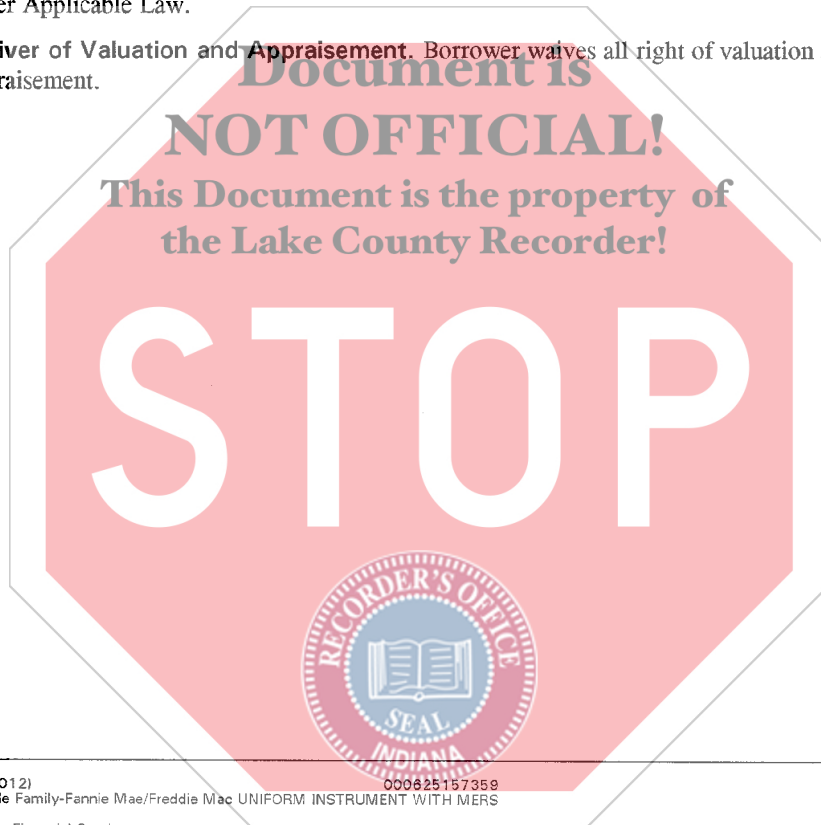 er Applicable Law.
iver of Valuation and Appraisement. Borrower waives all right of valuation
raisement.
Document is
NOT OFFICIAL!
This Document is the property of
the Lake County Recorder!
STOP
RECORDER'S OFFICE
SEAL
INDIANA
012) 000625157359
le Family-Fannie Mae/Freddie Mac UNIFORM INSTRUMENT WITH MERS